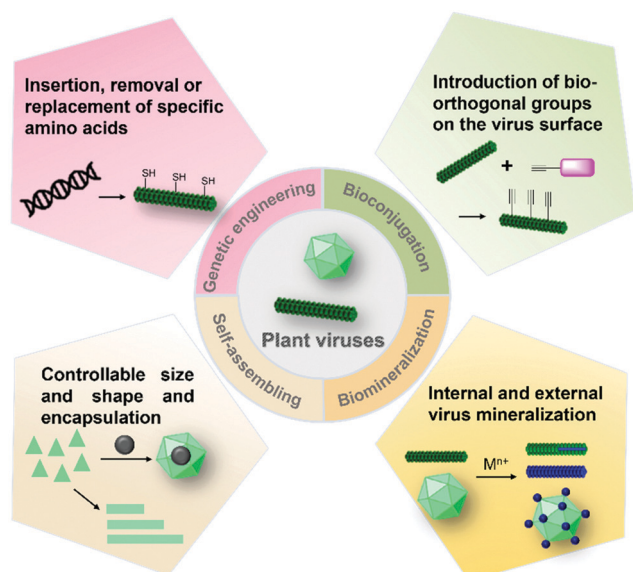 Insertion, removal or
replacement of specific
amino acids
SH
SH
SH
Introduction of bio-
orthogonal groups
on the virus surface
+
Genetic engineering
Bioconjugation
Plant viruses
Self-assembling
Biomineralization
Controllable size
and shape and
encapsulation
Internal and external
virus mineralization
Mⁿ⁺